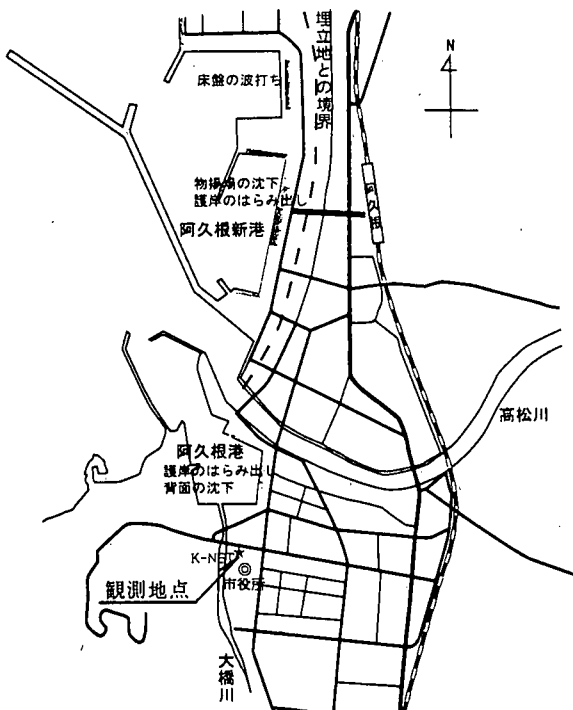 埋立地との境界
床盤の波打ち
N
物揚場の沈下
護岸のはらみ出し
阿久根
阿久根新港
高松川
阿久根港
護岸のはらみ出し
背面の沈下
K-NET
市役所
観測地点
大橋川